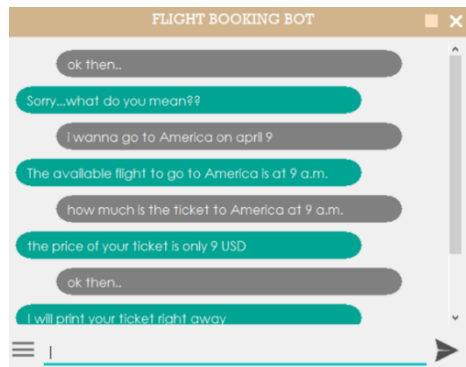 FLIGHT BOOKING BOT
ok then..
Sorry...what do you mean??
i wanna go to America on april 9
The available flight to go to America is at 9 a.m.
how much is the ticket to America at 9 a.m.
the price of your ticket is only 9 USD
ok then..
I will print your ticket right away